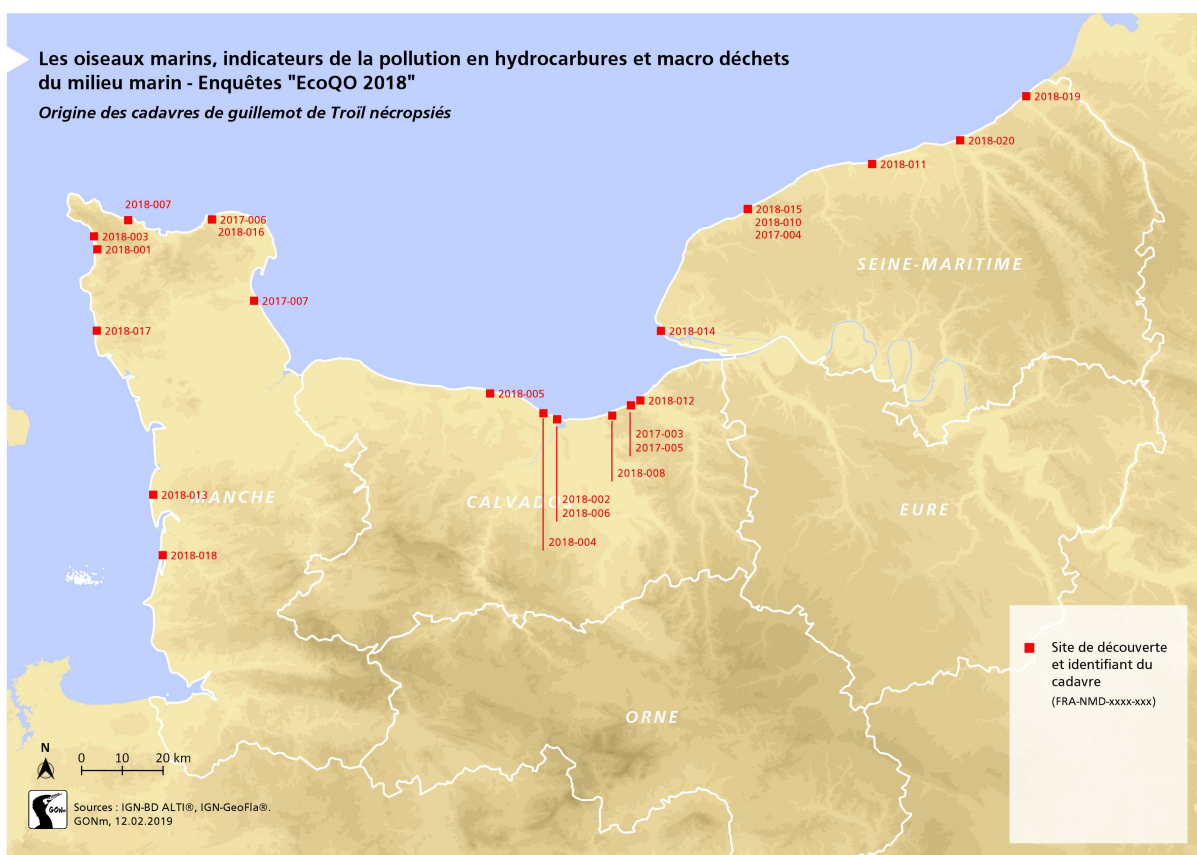 Les oiseaux marins, indicateurs de la pollution en hydrocarbures et macro déchets
du milieu marin - Enquêtes "EcoQO 2018"
Origine des cadavres de guillemot de Troïl nécropsiés
2018-019
2018-020
2018-011
2018-015
2018-010
2017-004
2018-007
2017-006
2018-016
2018-003
2018-001
SEINE-MARITIME
2017-007
2018-017
2018-014
2018-005
2018-012
2017-003
2017-005
2018-008
2018-013
MANCHE
CALVADOS
2018-002
2018-006
EURE
2018-004
2018-018
Site de découverte
et identifiant du
cadavre
(FRA-NMD-xxxx-xxx)
ORNE
N
0 10 20 km
GONm
Sources : IGN-BD ALTI®, IGN-GeoFla®.
GONm, 12.02.2019